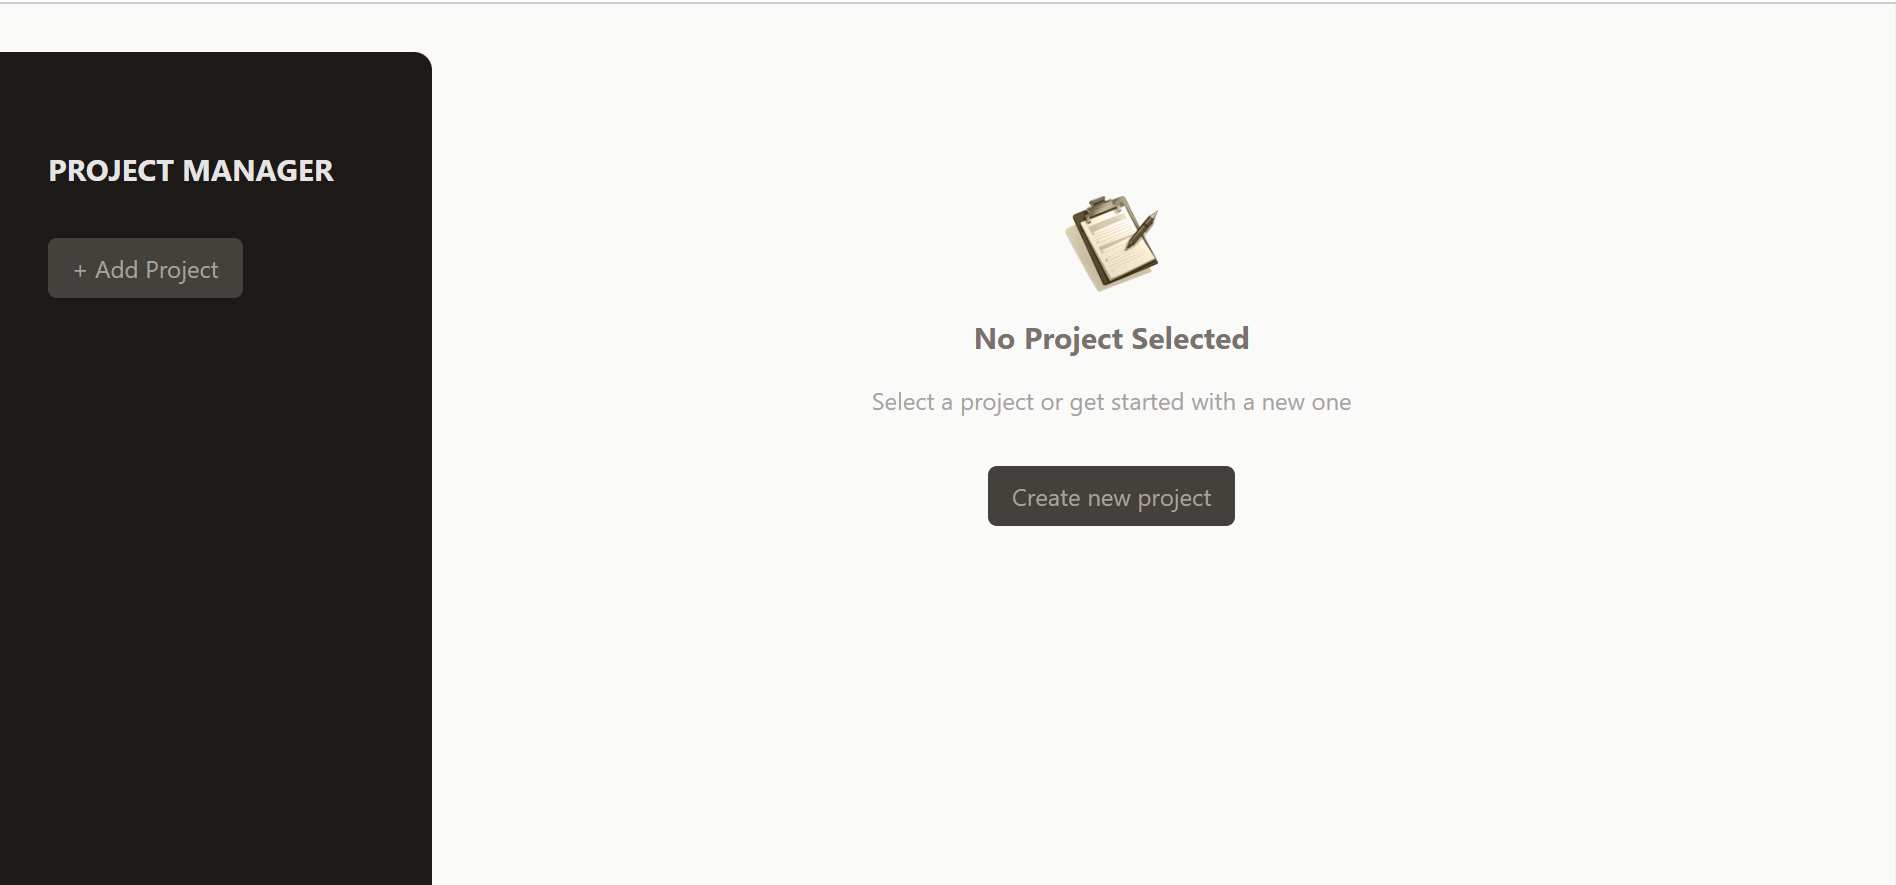 PROJECT MANAGER
+ Add Project
No Project Selected
Select a project or get started with a new one
Create new project